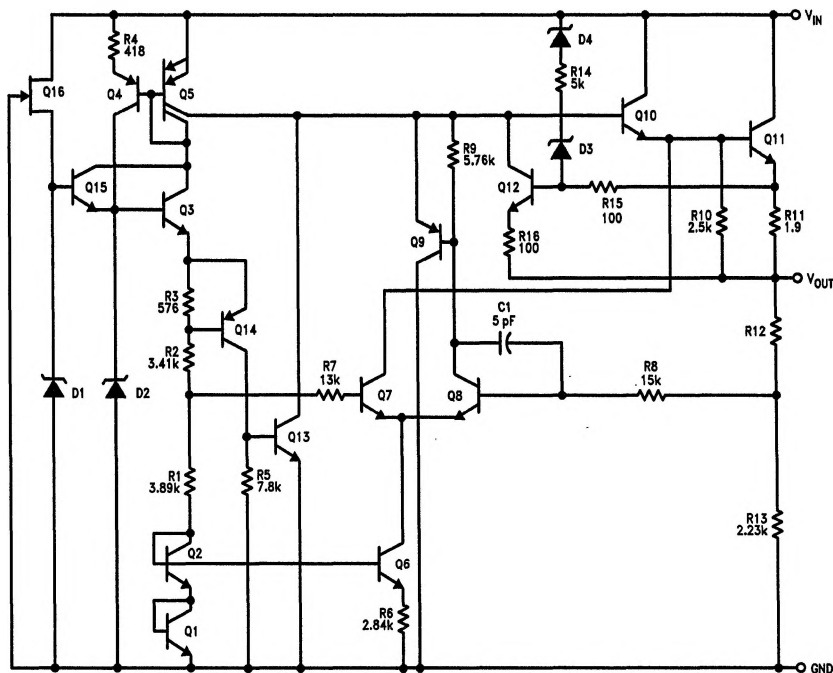 VIN
R4
418
D4
Q16
Q4
Q5
R14
5k
Q10
Q11
R9
5.76k
D3
Q15
Q3
Q12
R15
100
R10
2.5k
R11
1.9
Q9
R16
100
R3
576
VOUT
Q14
C1
5 pF
R12
R2
3.41k
R7
13k
R8
15k
D1
D2
Q7
Q8
Q13
R1
3.89k
R5
7.8k
R13
2.23k
Q2
Q6
R6
2.84k
Q1
GND